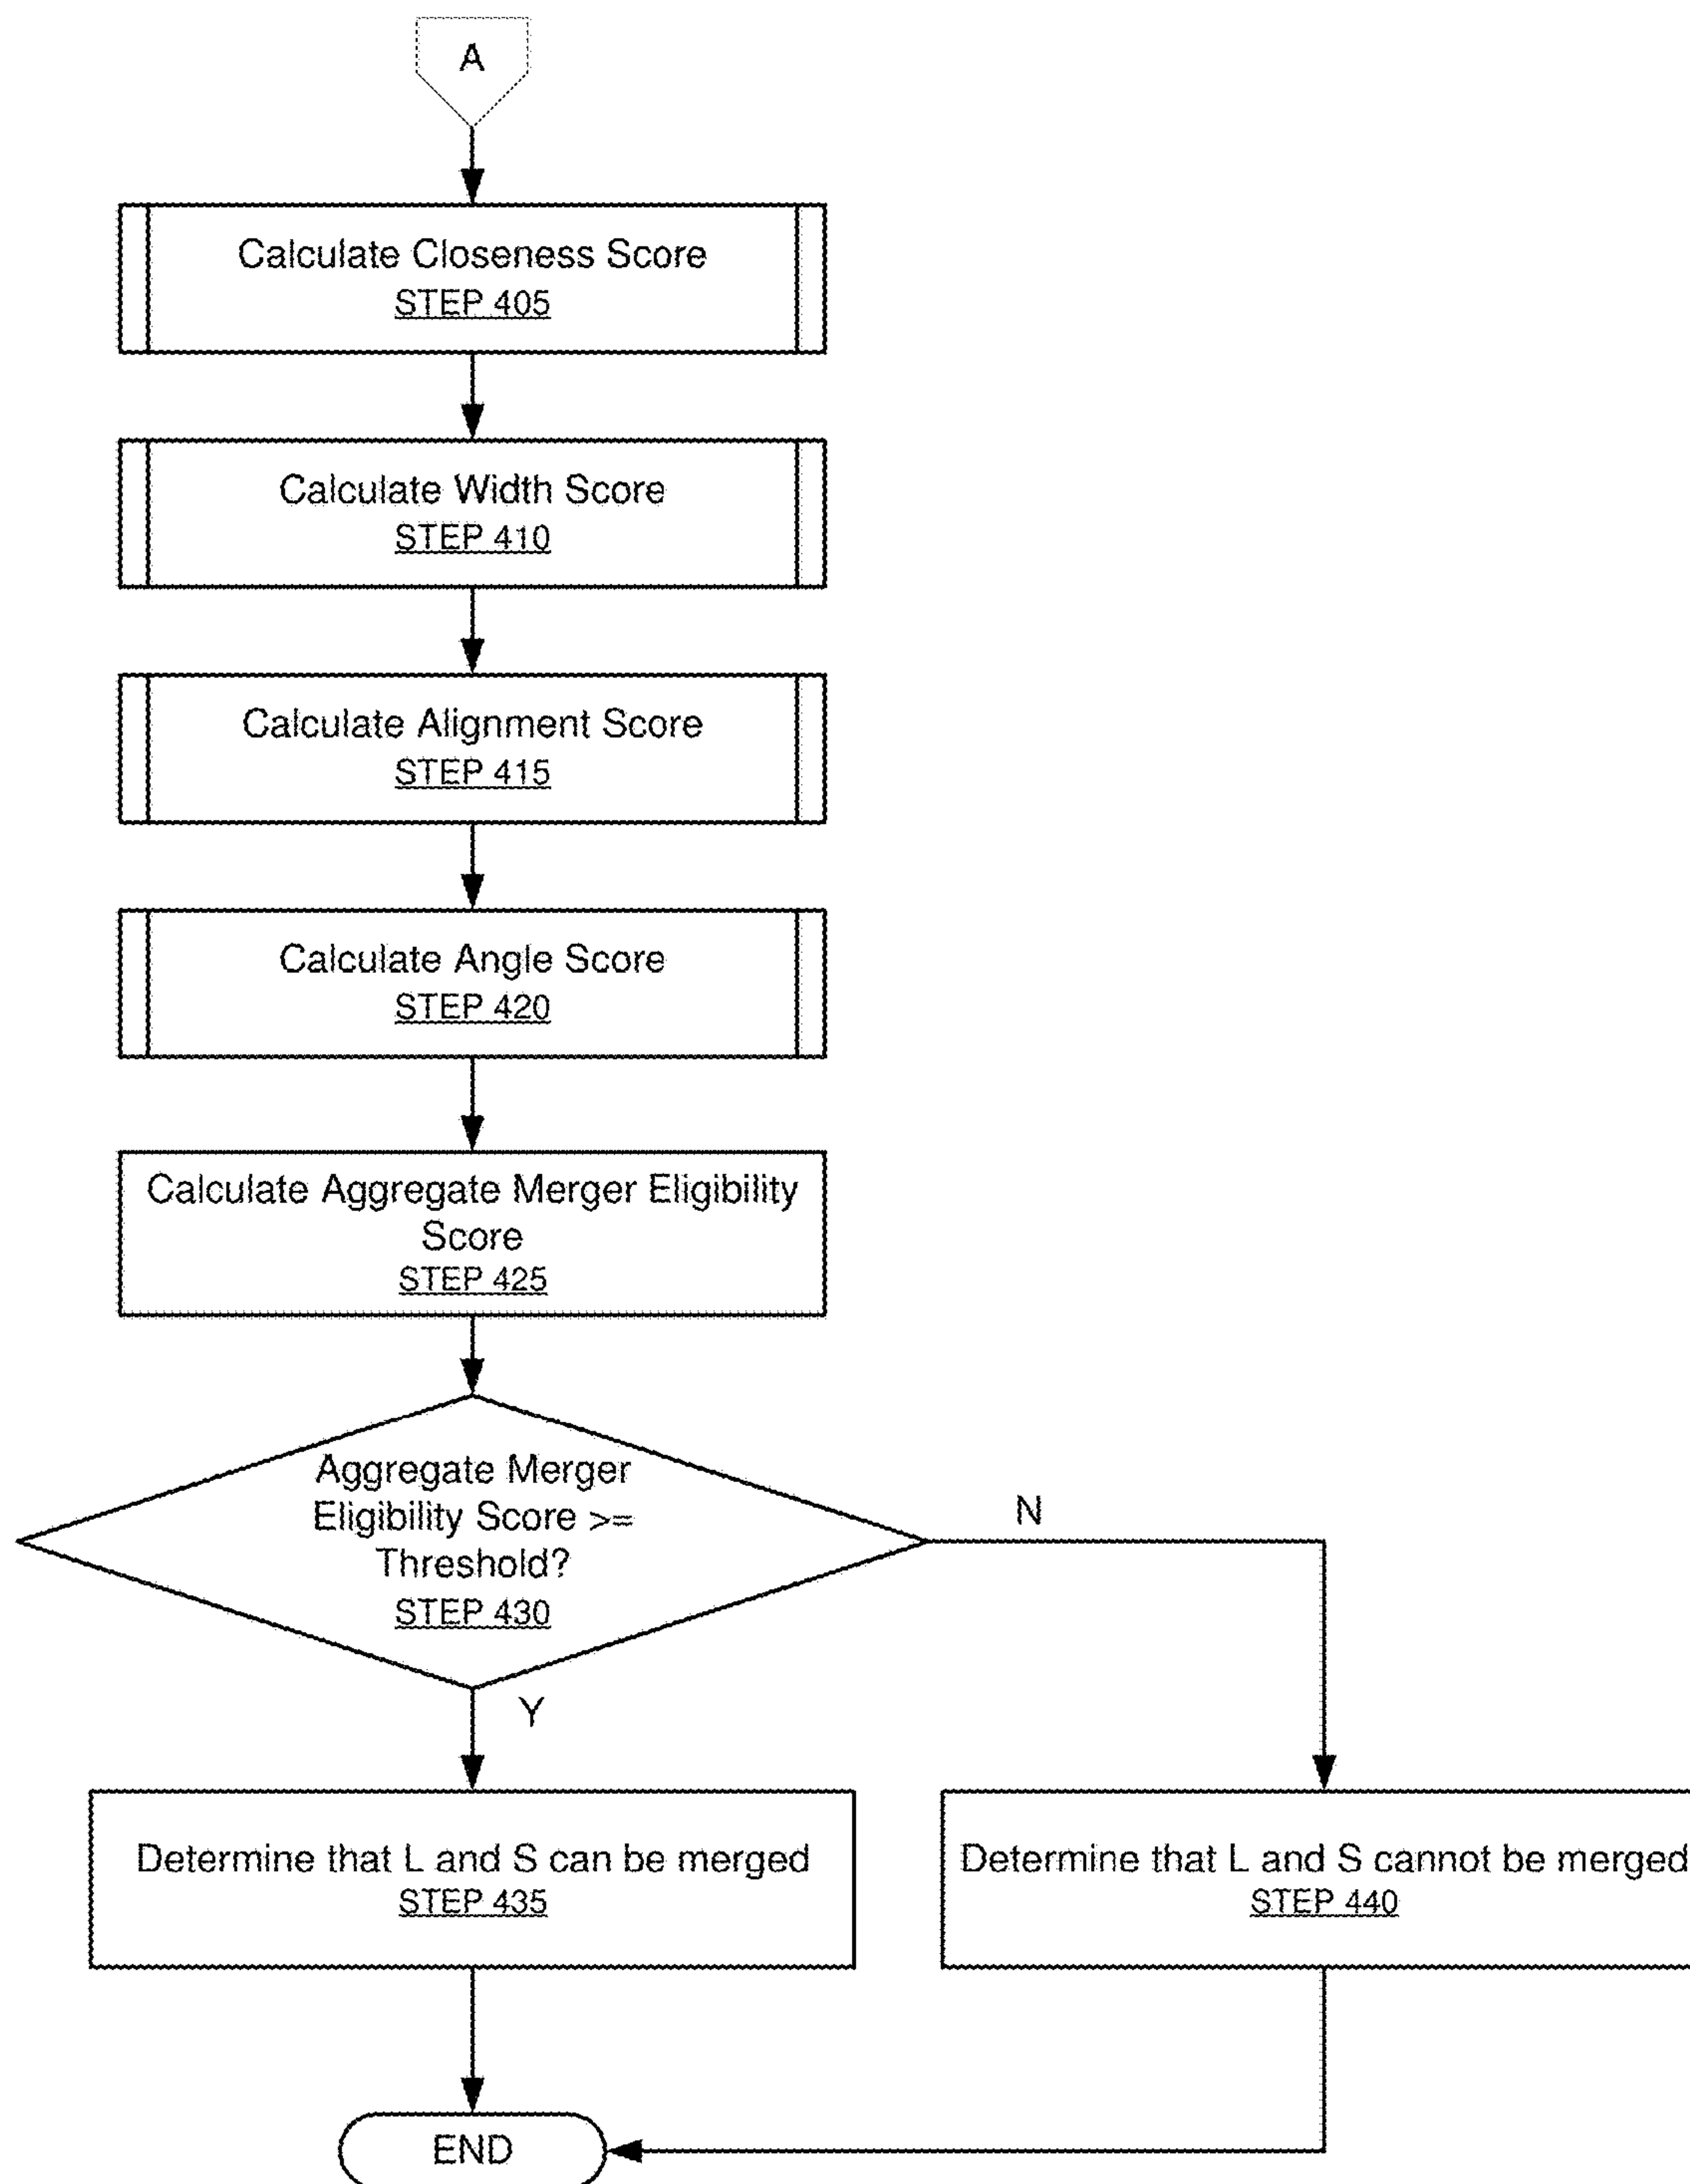 A
Calculate Closeness Score
STEP 405
Calculate Width Score
STEP 410
Calculate Alignment Score
STEP 415
Calculate Angle Score
STEP 420
Calculate Aggregate Merger Eligibility
Score
STEP 425
Aggregate Merger
Eligibility Score >=
Threshold?
STEP 430
N
Y
Determine that L and S can be merged
STEP 435
Determine that L and S cannot be merged
STEP 440
END